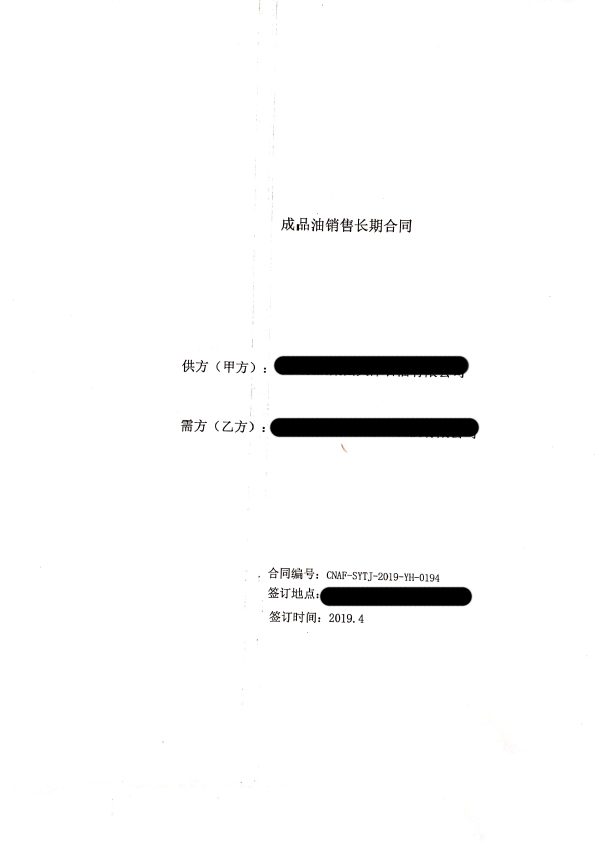 成品油销售长期合同
供方（甲方）:
需方（乙方）:
合同编号: CNAF-SYTJ-2019-YH-0194
签订地点:
签订时间: 2019.4